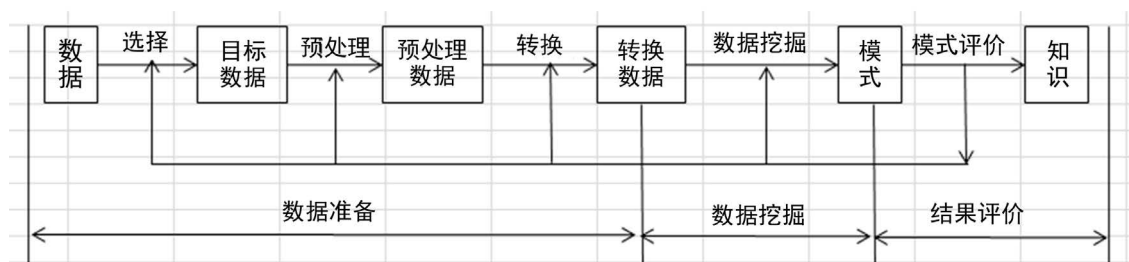 数据
选择
目标数据
预处理
预处理数据
转换
转换数据
数据挖掘
模式
模式评价
知识
数据准备
数据挖掘
结果评价